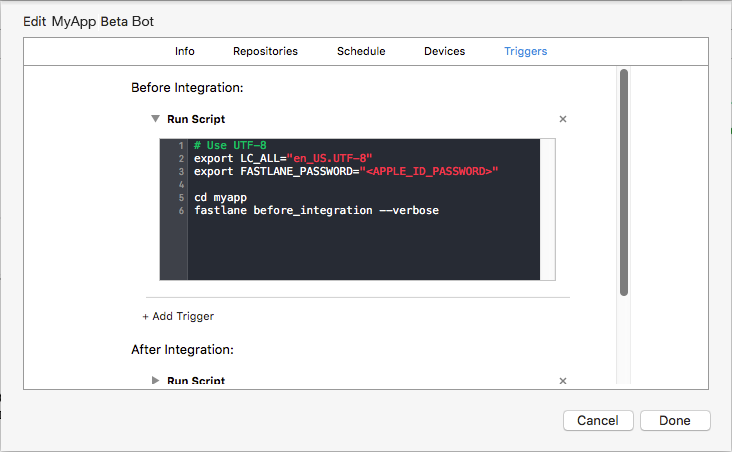 Edit MyApp Beta Bot
Info Repositories Schedule Devices Triggers
Before Integration:
Run Script
1 # Use UTF-8
2 export LC_ALL="en_US.UTF-8"
3 export FASTLANE_PASSWORD="<APPLE_ID_PASSWORD>"
4
5 cd myapp
6 fastlane before_integration --verbose
+ Add Trigger
After Integration:
Run Script
Cancel Done